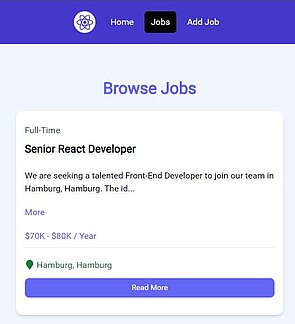 Home Jobs Add Job
Browse Jobs
Full-Time
Senior React Developer
We are seeking a talented Front-End Developer to join our team in
Hamburg, Hamburg. The id...
More
$70K - $80K / Year
Hamburg, Hamburg
Read More